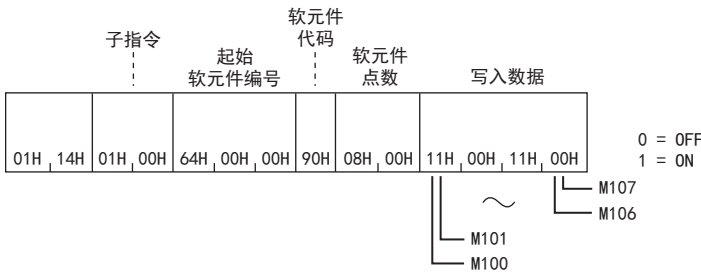 子指令
起始
软元件编号
软元件
代码
软元件
点数
写入数据
01H 14H 01H 00H 64H 00H 00H 90H 08H 00H 11H 00H 11H 00H
0 = OFF
1 = ON
M107
M106
M101
M100